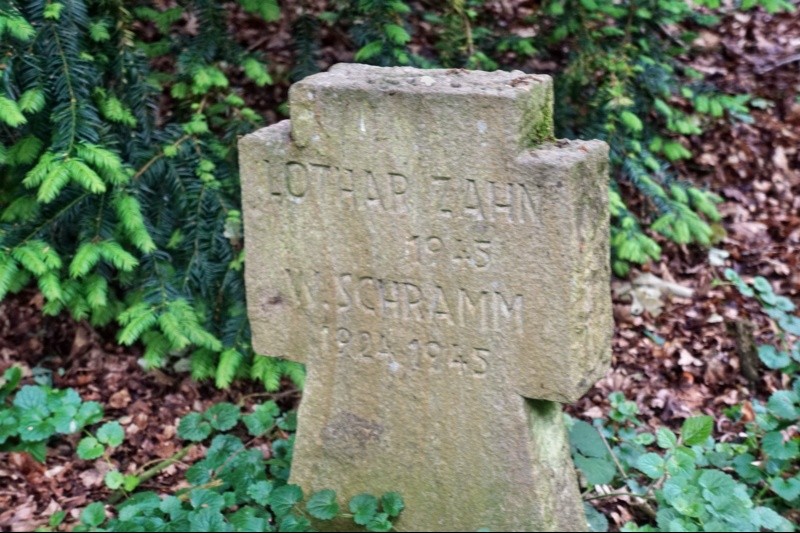 LOTHAR ZAHN
1945
W. SCHRAMM
1924 1945